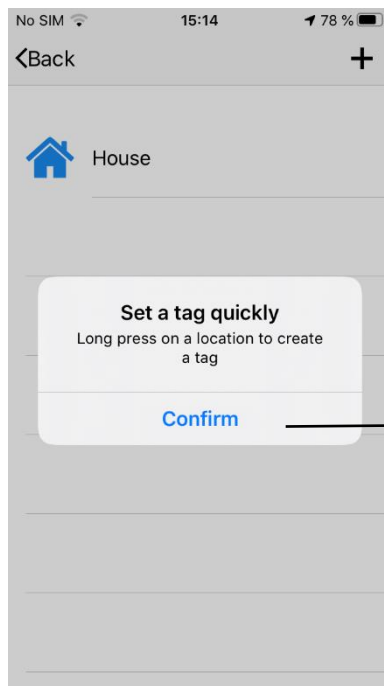 No SIM 15:14 78 %
Back +
House
Set a tag quickly
Long press on a location to create
a tag
Confirm